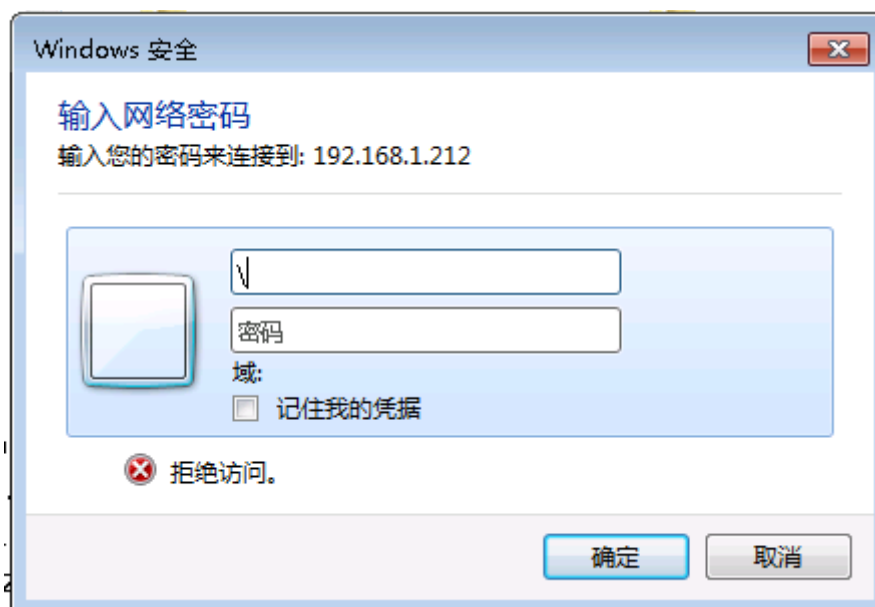 Windows 安全
输入网络密码
输入您的密码来连接到: 192.168.1.212
\
密码
域:
记住我的凭据
拒绝访问。
确定
取消